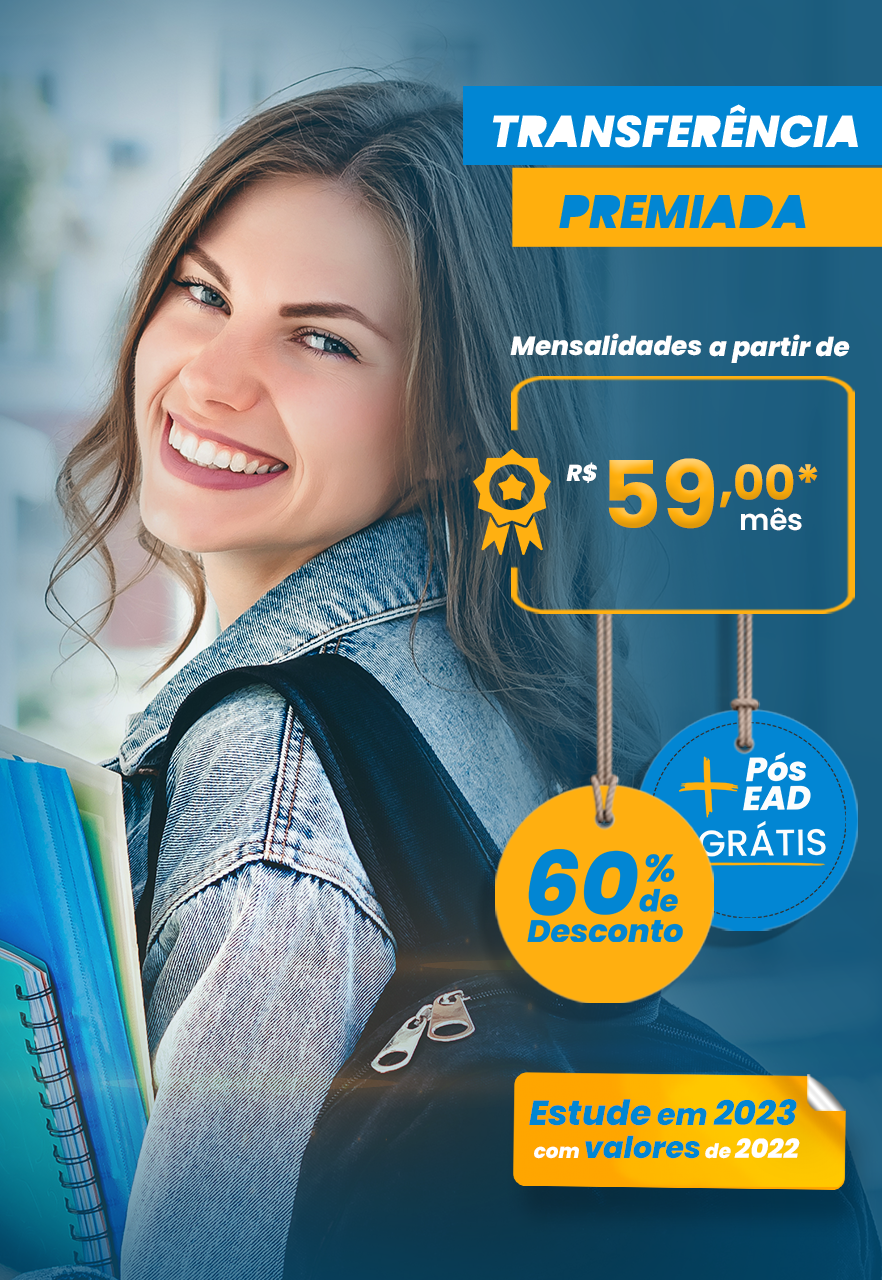 TRANSFERÊNCIA
PREMIADA
Mensalidades a partir de
R$ 59,00*
mês
+ Pós
EAD
GRÁTIS
60%
de
Desconto
Estude em 2023
com valores de 2022